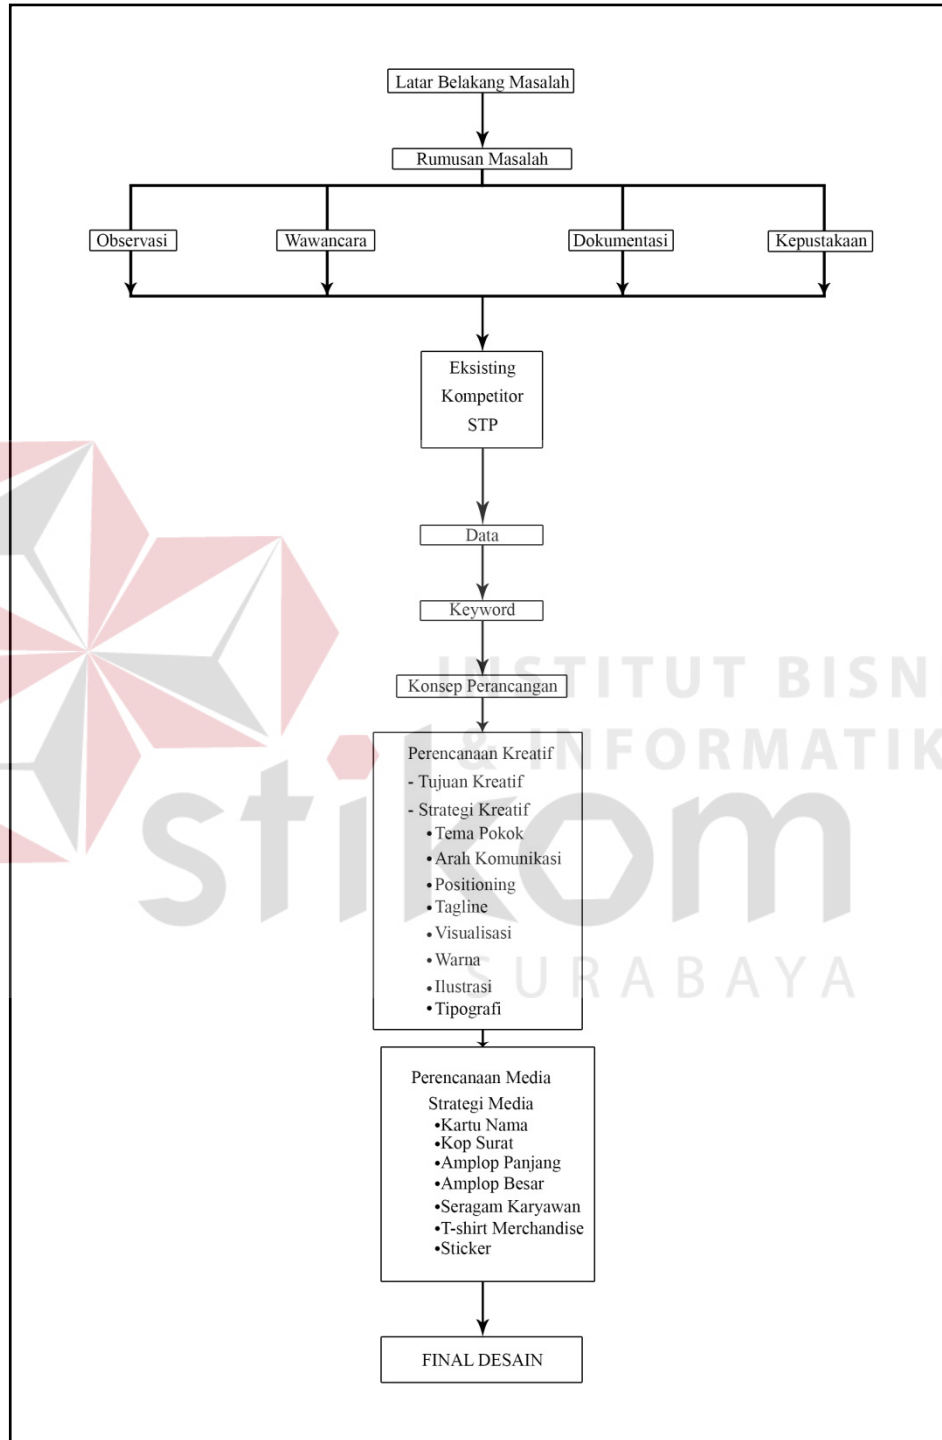 Latar Belakang Masalah
Rumusan Masalah
Observasi
Wawancara
Dokumentasi
Kepustakaan
Eksisting
Kompetitor
STP
Data
Keyword
Konsep Perancangan
INSTITUT BISNI
& INFORMATIK
stikom
SURABAYA
Perencanaan Kreatif
- Tujuan Kreatif
- Strategi Kreatif
•Tema Pokok
•Arah Komunikasi
•Positioning
•Tagline
•Visualisasi
•Warna
•Ilustrasi
•Tipografi
Perencanaan Media
Strategi Media
•Kartu Nama
•Kop Surat
•Amplop Panjang
•Amplop Besar
•Seragam Karyawan
•T-shirt Merchandise
•Sticker
FINAL DESAIN